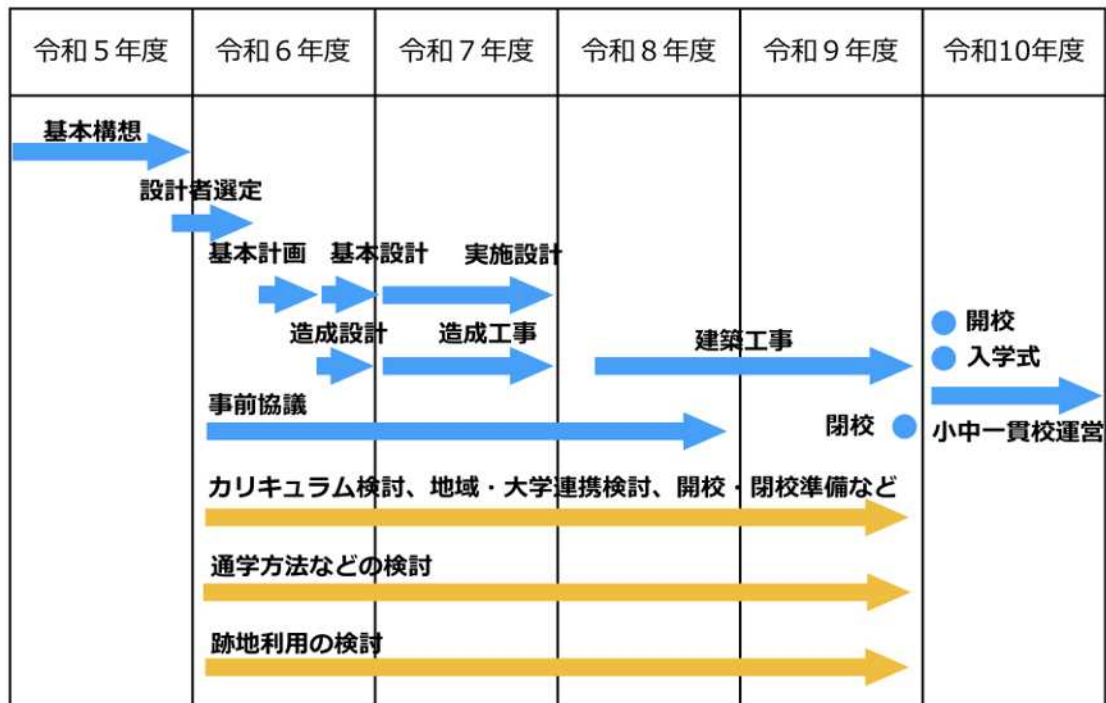 令和５年度 令和６年度 令和７年度 令和８年度 令和９年度 令和10年度
基本構想
設計者選定
基本計画 基本設計 実施設計
造成設計 造成工事 建築工事
開校
入学式
事前協議 閉校 小中一貫校運営
カリキュラム検討、地域・大学連携検討、開校・閉校準備など
通学方法などの検討
跡地利用の検討